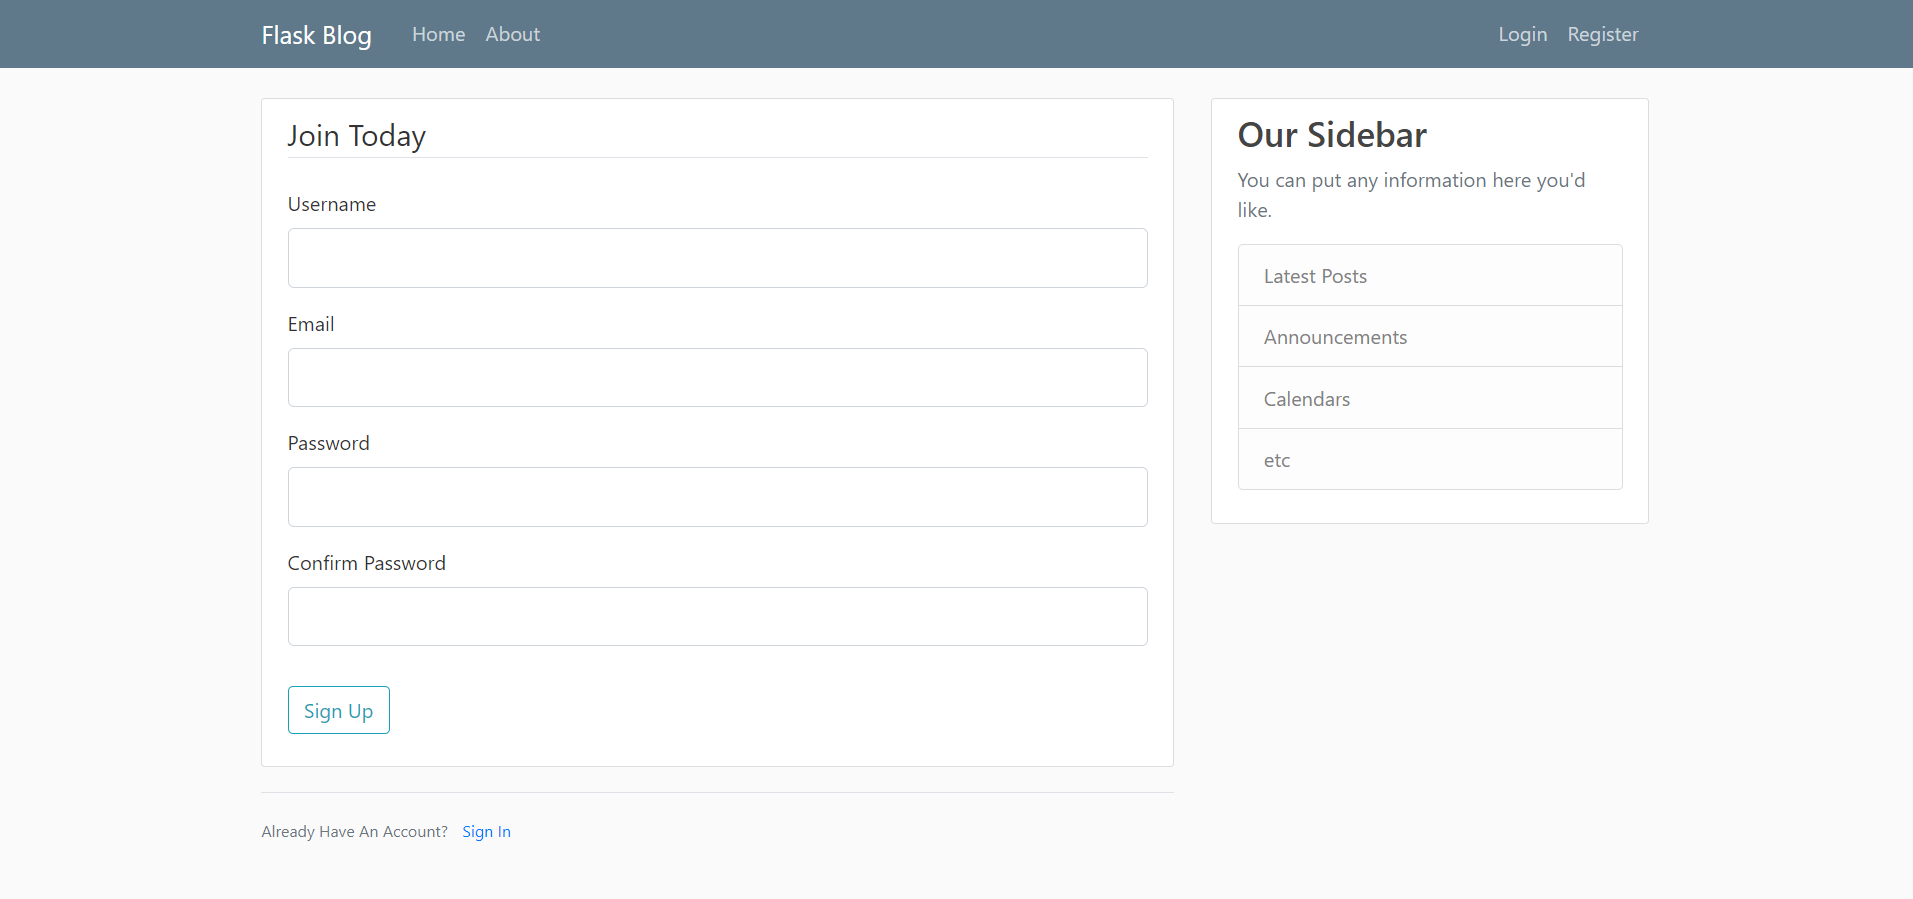 Flask Blog Home About Login Register
Join Today
Username
Email
Password
Confirm Password
Sign Up
Already Have An Account? Sign In
Our Sidebar
You can put any information here you'd
like.
Latest Posts
Announcements
Calendars
etc